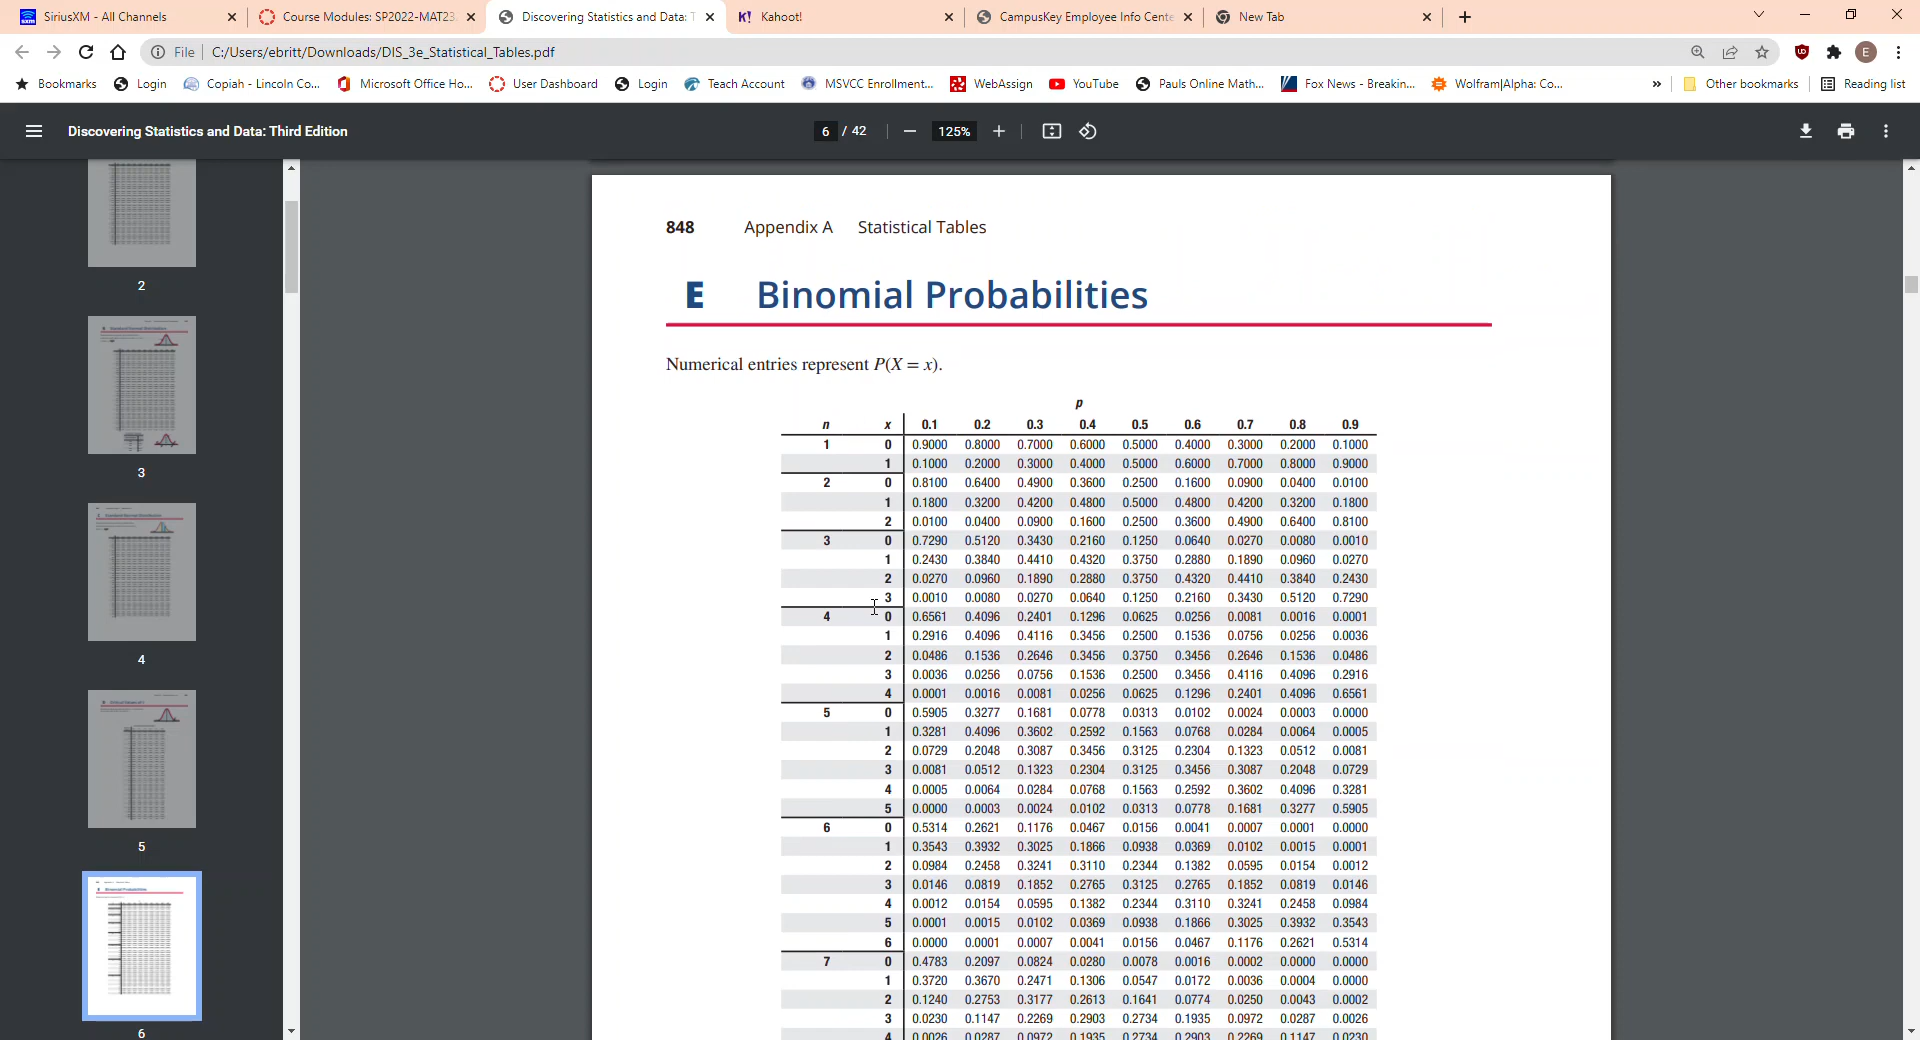 SiriusXM - All Channels
Course Modules: SP2022-MAT23
Discovering Statistics and Data: T
K! Kahoot!
CampusKey Employee Info Cente
New Tab
File C:/Users/ebritt/Downloads/DIS_3e_Statistical_Tables.pdf
E
Bookmarks Login Copiah - Lincoln Co... Microsoft Office Ho... User Dashboard Login Teach Account MSVCC Enrollment... WebAssign YouTube Pauls Online Math... Fox News - Breakin... Wolfram|Alpha: Co... » Other bookmarks Reading list
Discovering Statistics and Data: Third Edition 6 / 42 125%
2
3
4
5
6
848 Appendix A Statistical Tables
E Binomial Probabilities
Numerical entries represent P(X = x).
p
n x 0.1 0.2 0.3 0.4 0.5 0.6 0.7 0.8 0.9
1 0 0.9000 0.8000 0.7000 0.6000 0.5000 0.4000 0.3000 0.2000 0.1000
1 0.1000 0.2000 0.3000 0.4000 0.5000 0.6000 0.7000 0.8000 0.9000
2 0 0.8100 0.6400 0.4900 0.3600 0.2500 0.1600 0.0900 0.0400 0.0100
1 0.1800 0.3200 0.4200 0.4800 0.5000 0.4800 0.4200 0.3200 0.1800
2 0.0100 0.0400 0.0900 0.1600 0.2500 0.3600 0.4900 0.6400 0.8100
3 0 0.7290 0.5120 0.3430 0.2160 0.1250 0.0640 0.0270 0.0080 0.0010
1 0.2430 0.3840 0.4410 0.4320 0.3750 0.2880 0.1890 0.0960 0.0270
2 0.0270 0.0960 0.1890 0.2880 0.3750 0.4320 0.4410 0.3840 0.2430
3 0.0010 0.0080 0.0270 0.0640 0.1250 0.2160 0.3430 0.5120 0.7290
4 0 0.6561 0.4096 0.2401 0.1296 0.0625 0.0256 0.0081 0.0016 0.0001
1 0.2916 0.4096 0.4116 0.3456 0.2500 0.1536 0.0756 0.0256 0.0036
2 0.0486 0.1536 0.2646 0.3456 0.3750 0.3456 0.2646 0.1536 0.0486
3 0.0036 0.0256 0.0756 0.1536 0.2500 0.3456 0.4116 0.4096 0.2916
4 0.0001 0.0016 0.0081 0.0256 0.0625 0.1296 0.2401 0.4096 0.6561
5 0 0.5905 0.3277 0.1681 0.0778 0.0313 0.0102 0.0024 0.0003 0.0000
1 0.3281 0.4096 0.3602 0.2592 0.1563 0.0768 0.0284 0.0064 0.0005
2 0.0729 0.2048 0.3087 0.3456 0.3125 0.2304 0.1323 0.0512 0.0081
3 0.0081 0.0512 0.1323 0.2304 0.3125 0.3456 0.3087 0.2048 0.0729
4 0.0005 0.0064 0.0284 0.0768 0.1563 0.2592 0.3602 0.4096 0.3281
5 0.0000 0.0003 0.0024 0.0102 0.0313 0.0778 0.1681 0.3277 0.5905
6 0 0.5314 0.2621 0.1176 0.0467 0.0156 0.0041 0.0007 0.0001 0.0000
1 0.3543 0.3932 0.3025 0.1866 0.0938 0.0369 0.0102 0.0015 0.0001
2 0.0984 0.2458 0.3241 0.3110 0.2344 0.1382 0.0595 0.0154 0.0012
3 0.0146 0.0819 0.1852 0.2765 0.3125 0.2765 0.1852 0.0819 0.0146
4 0.0012 0.0154 0.0595 0.1382 0.2344 0.3110 0.3241 0.2458 0.0984
5 0.0001 0.0015 0.0102 0.0369 0.0938 0.1866 0.3025 0.3932 0.3543
6 0.0000 0.0001 0.0007 0.0041 0.0156 0.0467 0.1176 0.2621 0.5314
7 0 0.4783 0.2097 0.0824 0.0280 0.0078 0.0016 0.0002 0.0000 0.0000
1 0.3720 0.3670 0.2471 0.1306 0.0547 0.0172 0.0036 0.0004 0.0000
2 0.1240 0.2753 0.3177 0.2613 0.1641 0.0774 0.0250 0.0043 0.0002
3 0.0230 0.1147 0.2269 0.2903 0.2734 0.1935 0.0972 0.0287 0.0026
4 0.0026 0.0287 0.0972 0.1935 0.2734 0.2903 0.2269 0.1147 0.0230